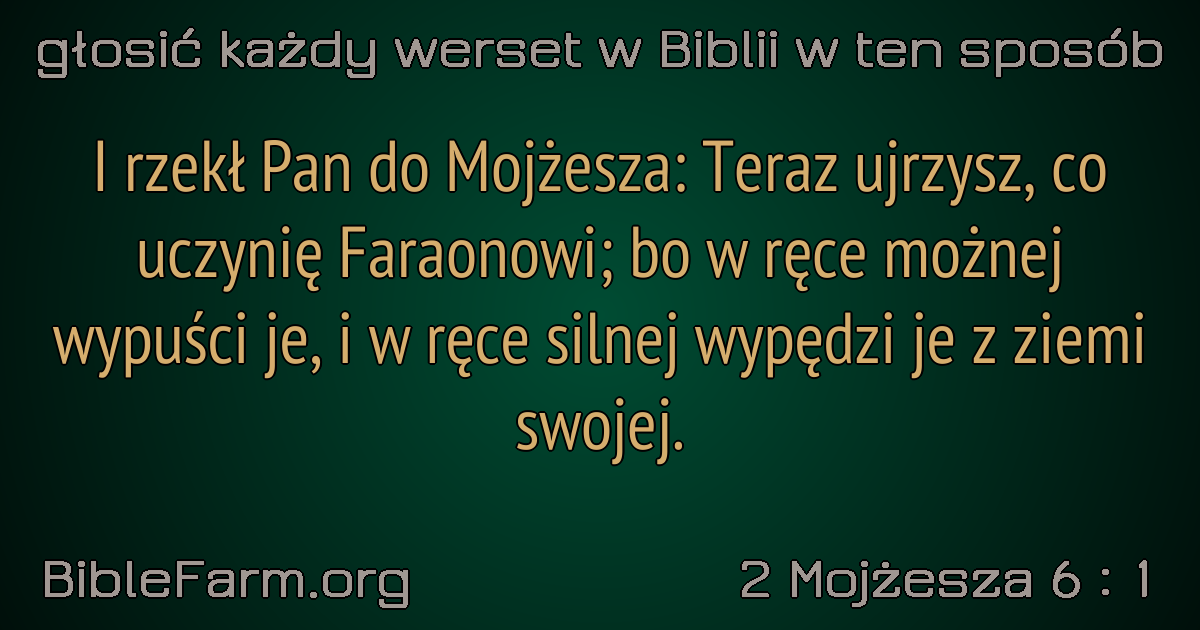 głosić każdy werset w Biblii w ten sposób
I rzekł Pan do Mojżesza: Teraz ujrzysz, co
uczynię Faraonowi; bo w ręce możnej
wypuści je, i w ręce silnej wypędzi je z ziemi
swojej.
BibleFarm.org
2 Mojżesza 6 : 1